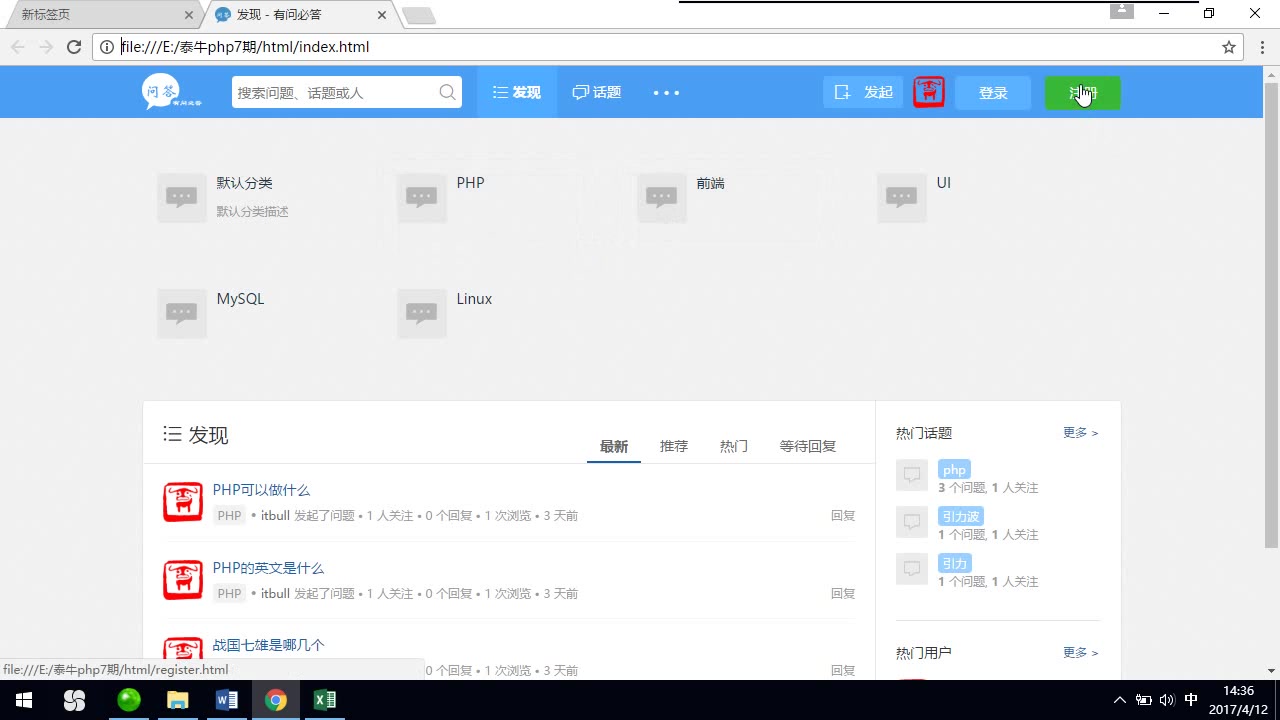 新标签页
发现 - 有问必答
file:///E:/泰牛php7期/html/index.html
问答
有问必答
搜索问题、话题或人
发现
话题
发起
登录
注册
默认分类
默认分类描述
PHP
前端
UI
MySQL
Linux
发现
最新
推荐
热门
等待回复
PHP可以做什么
PHP • itbull 发起了问题 • 1 人关注 • 0 个回复 • 1 次浏览 • 3 天前
回复
PHP的英文是什么
PHP • itbull 发起了问题 • 1 人关注 • 0 个回复 • 1 次浏览 • 3 天前
回复
战国七雄是哪几个
个回复 • 1 次浏览 • 3 天前
回复
热门话题
更多 >
php
3 个问题, 1 人关注
引力波
1 个问题, 1 人关注
引力
1 个问题, 1 人关注
热门用户
更多 >
file:///E:/泰牛php7期/html/register.html
中
14:36
2017/4/12